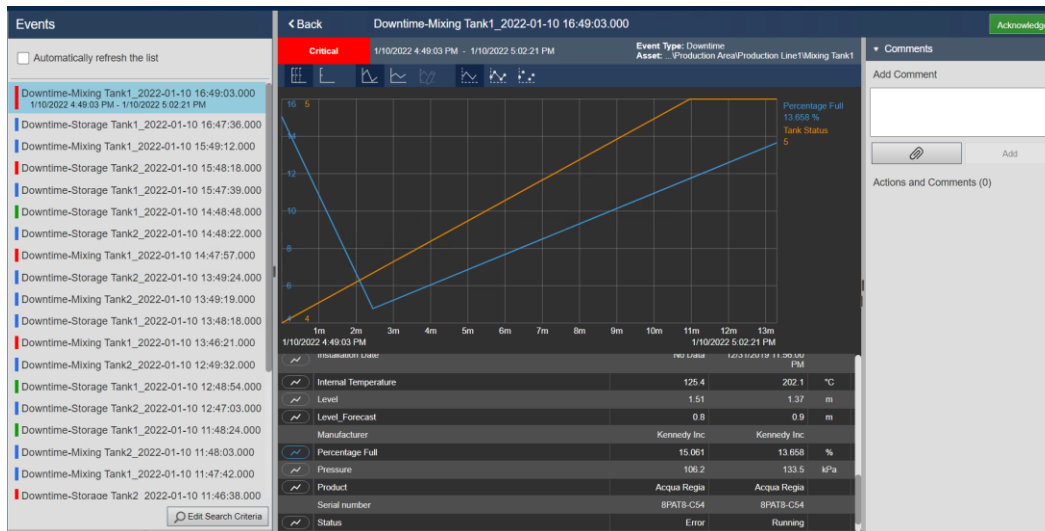 Events
Automatically refresh the list
Downtime-Mixing Tank1_2022-01-10 16:49:03.000
1/10/2022 4:49:03 PM - 1/10/2022 5:02:21 PM
Downtime-Storage Tank1_2022-01-10 16:47:36.000
Downtime-Mixing Tank1_2022-01-10 15:49:12.000
Downtime-Storage Tank2_2022-01-10 15:48:18.000
Downtime-Storage Tank1_2022-01-10 15:47:39.000
Downtime-Storage Tank1_2022-01-10 14:48:48.000
Downtime-Mixing Tank2_2022-01-10 14:48:22.000
Downtime-Mixing Tank1_2022-01-10 14:47:57.000
Downtime-Storage Tank2_2022-01-10 13:49:24.000
Downtime-Mixing Tank2_2022-01-10 13:49:19.000
Downtime-Storage Tank1_2022-01-10 13:48:18.000
Downtime-Mixing Tank1_2022-01-10 13:46:21.000
Downtime-Mixing Tank2_2022-01-10 12:49:32.000
Downtime-Storage Tank1_2022-01-10 12:48:54.000
Downtime-Storage Tank2_2022-01-10 12:47:03.000
Downtime-Storage Tank1_2022-01-10 11:48:24.000
Downtime-Mixing Tank2_2022-01-10 11:48:03.000
Downtime-Mixing Tank1_2022-01-10 11:47:42.000
Downtime-Storage Tank2 2022-01-10 11:46:38.000
Edit Search Criteria
Back
Downtime-Mixing Tank1_2022-01-10 16:49:03.000
Acknowledge
Critical
1/10/2022 4:49:03 PM - 1/10/2022 5:02:21 PM
Event Type: Downtime
Asset: ...\Production Area\Production Line1\Mixing Tank1
16 5
14
12
10
8
6
4 4
Percentage Full
13.658 %
Tank Status
5
1m 2m 3m 4m 5m 6m 7m 8m 9m 10m 11m 12m 13m
1/10/2022 4:49:03 PM 1/10/2022 5:02:21 PM
Installation Date No Data 12/31/2019 11:56:00 PM
Internal Temperature 125.4 202.1 °C
Level 1.51 1.37 m
Level_Forecast 0.8 0.9 m
Manufacturer Kennedy Inc Kennedy Inc
Percentage Full 15.061 13.658 %
Pressure 106.2 133.5 kPa
Product Acqua Regia Acqua Regia
Serial number 8PAT8-C54 8PAT8-C54
Status Error Running
Comments
Add Comment
Add
Actions and Comments (0)